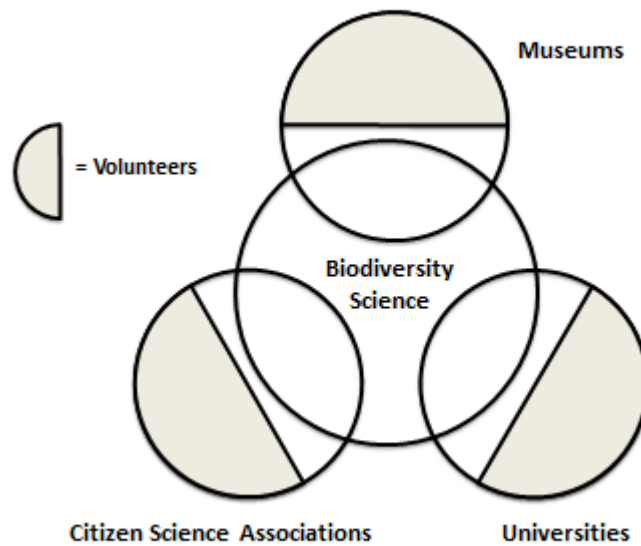 Museums
= Volunteers
Biodiversity
Science
Citizen Science Associations
Universities